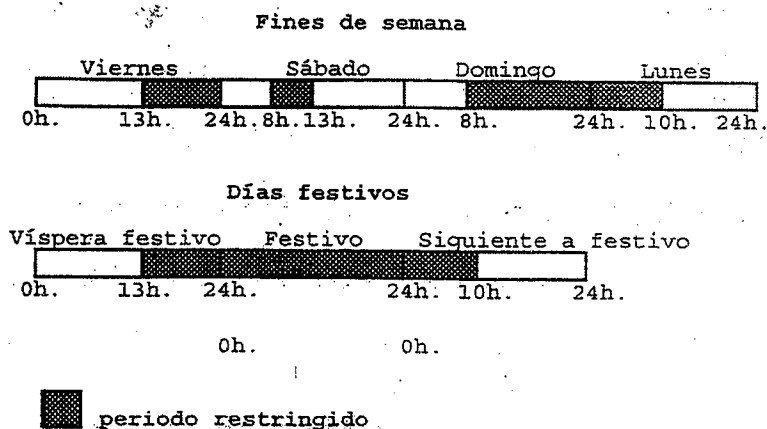 Fines de semana
Viernes Sábado Domingo Lunes
0h. 13h. 24h. 8h. 13h. 24h. 8h. 24h. 10h. 24h.
Días festivos
Víspera festivo Festivo Siguiente a festivo
0h. 13h. 24h. 24h. 10h. 24h.
0h. 0h.
periodo restringido